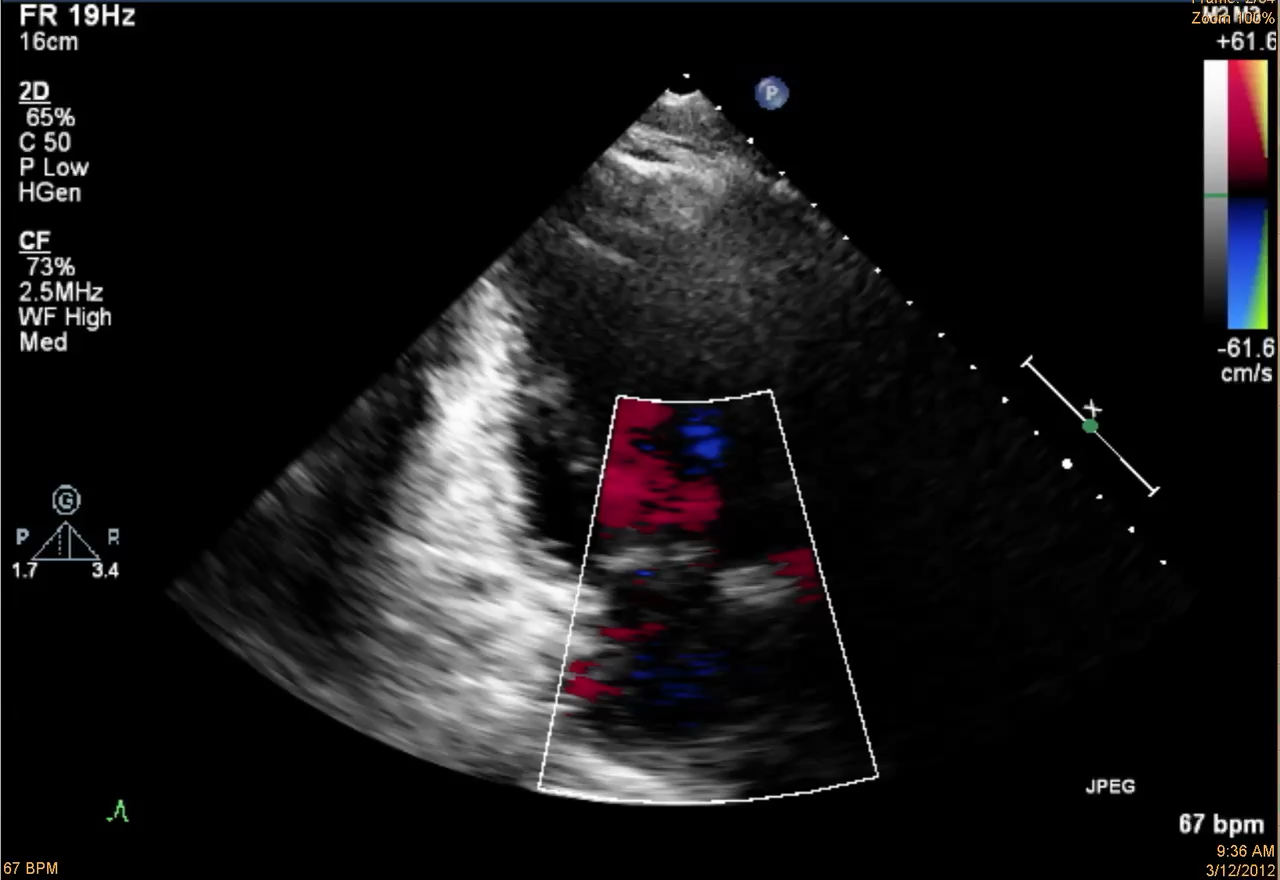 FR 19Hz
16cm
2D
65%
C 50
P Low
HGen
CF
73%
2.5MHz
WF High
Med
P
G
P R
1.7 3.4
Zoom 100%
+61.6
-61.6
cm/s
JPEG
67 bpm
67 BPM
9:36 AM
3/12/2012